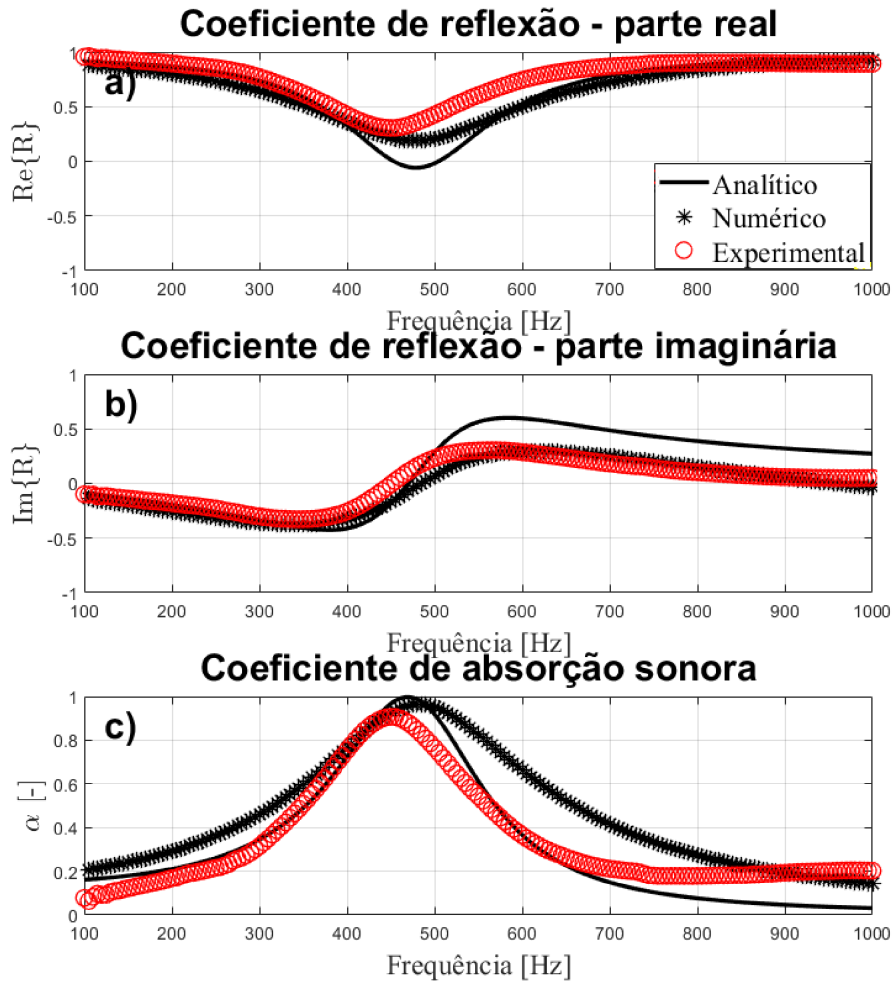 Coeficiente de reflexão - parte real
a)
Re{R}
1
0.5
0
-0.5
-1
Analítico
Numérico
Experimental
100 200 300 400 500 600 700 800 900 1000
Frequência [Hz]
Coeficiente de reflexão - parte imaginária
b)
Im{R}
1
0.5
0
-0.5
-1
100 200 300 400 500 600 700 800 900 1000
Frequência [Hz]
Coeficiente de absorção sonora
c)
α [-]
1
0.8
0.6
0.4
0.2
0
100 200 300 400 500 600 700 800 900 1000
Frequência [Hz]